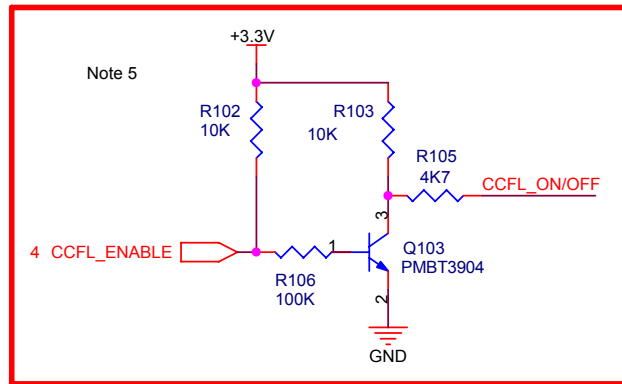 +3.3V
Note 5
R102
10K
R103
10K
R105
4K7
CCFL_ON/OFF
3
4 CCFL_ENABLE
1
Q103
PMBT3904
R106
100K
2
GND